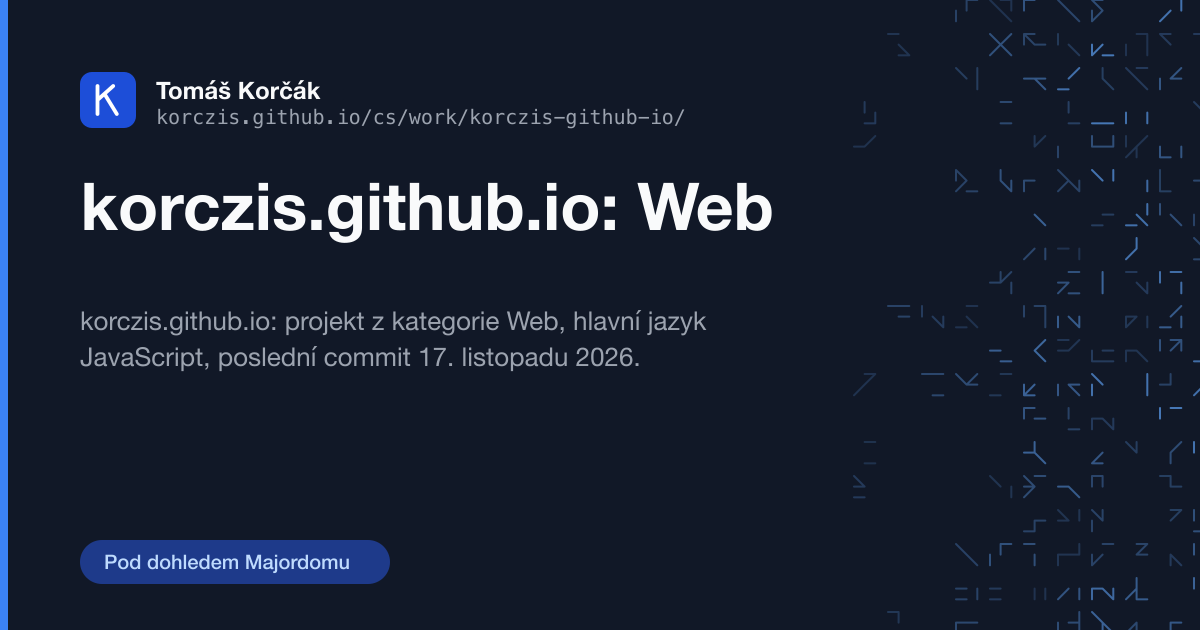 K
Tomáš Korčák
korczis.github.io/cs/work/korczis-github-io/
korczis.github.io: Web
korczis.github.io: projekt z kategorie Web, hlavní jazyk
JavaScript, poslední commit 17. listopadu 2026.
Pod dohledem Majordomu